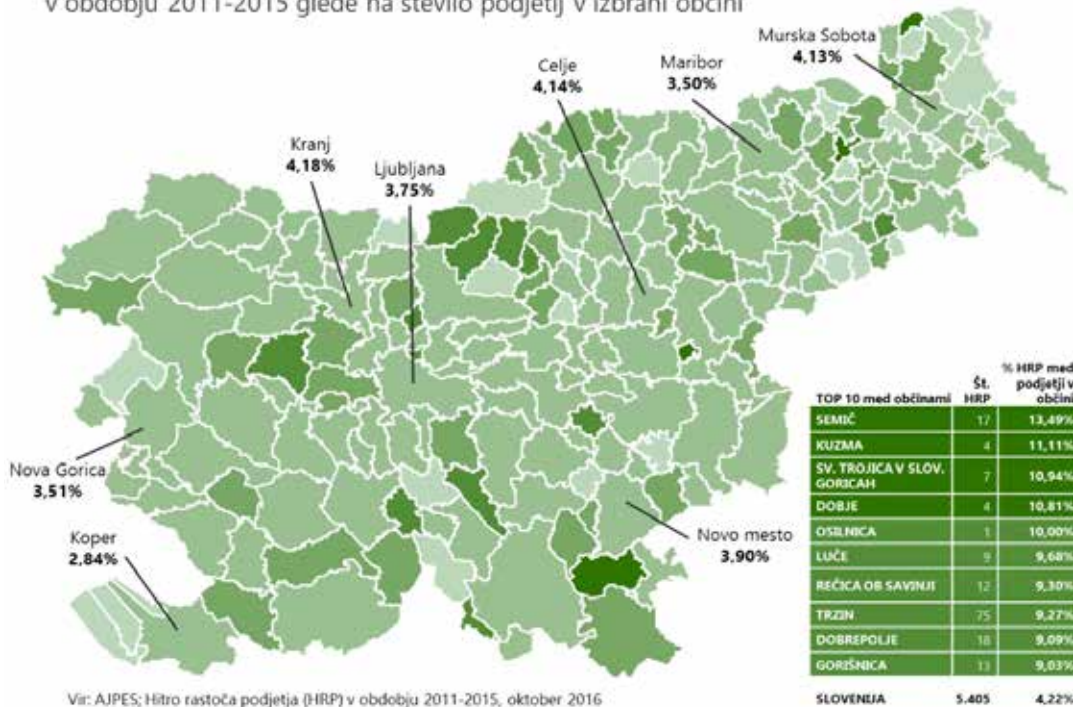 v obdobju 2011-2015 glede na število podjetij v izbrani občini
Murska Sobota
4,13%
Maribor
3,50%
Celje
4,14%
Kranj
4,18%
Ljubljana
3,75%
Nova Gorica
3,51%
Koper
2,84%
Novo mesto
3,90%
TOP 10 med občinami Št. HRP % HRP med podjetji v občini
SEMIČ 17 13,49%
KUZMA 4 11,11%
SV. TROJICA V SLOV. GORICAH 7 10,94%
DOBJE 4 10,81%
OSILNICA 1 10,00%
LUČE 9 9,68%
REČICA OB SAVINJI 12 9,30%
TRZIN 75 9,27%
DOBREPOLJE 18 9,09%
GORIŠNICA 13 9,03%
SLOVENIJA 5.405 4,22%
Vir: AJPES; Hitro rastoča podjetja (HRP) v obdobju 2011-2015, oktober 2016